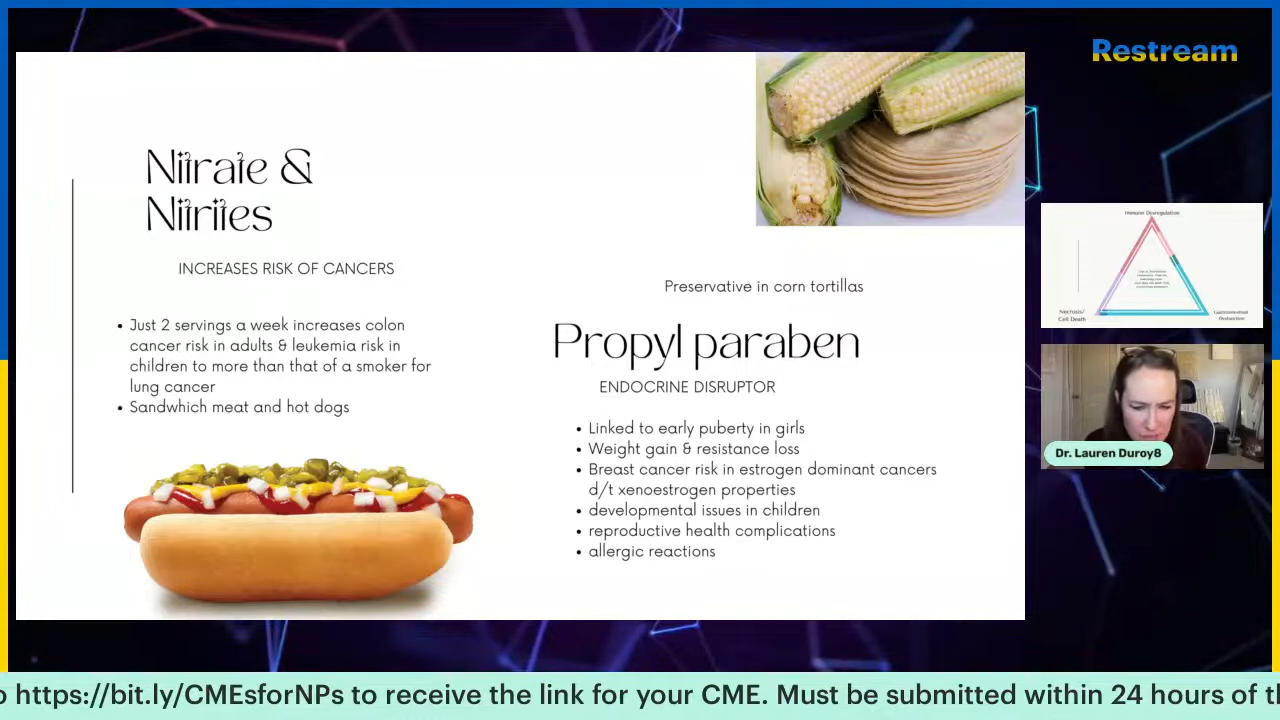 Restream
Nitrate &
Nitrites
INCREASES RISK OF CANCERS
Just 2 servings a week increases colon
cancer risk in adults & leukemia risk in
children to more than that of a smoker for
lung cancer
Sandwhich meat and hot dogs
Preservative in corn tortillas
Propyl paraben
ENDOCRINE DISRUPTOR
Linked to early puberty in girls
Weight gain & resistance loss
Breast cancer risk in estrogen dominant cancers
d/t xenoestrogen properties
developmental issues in children
reproductive health complications
allergic reactions
Immune Dysregulation
Necrosis/
Cell Death
Gastrointestinal
Dysfunction
Dr. Lauren Duroy8
o https://bit.ly/CMEsforNPs to receive the link for your CME. Must be submitted within 24 hours of t